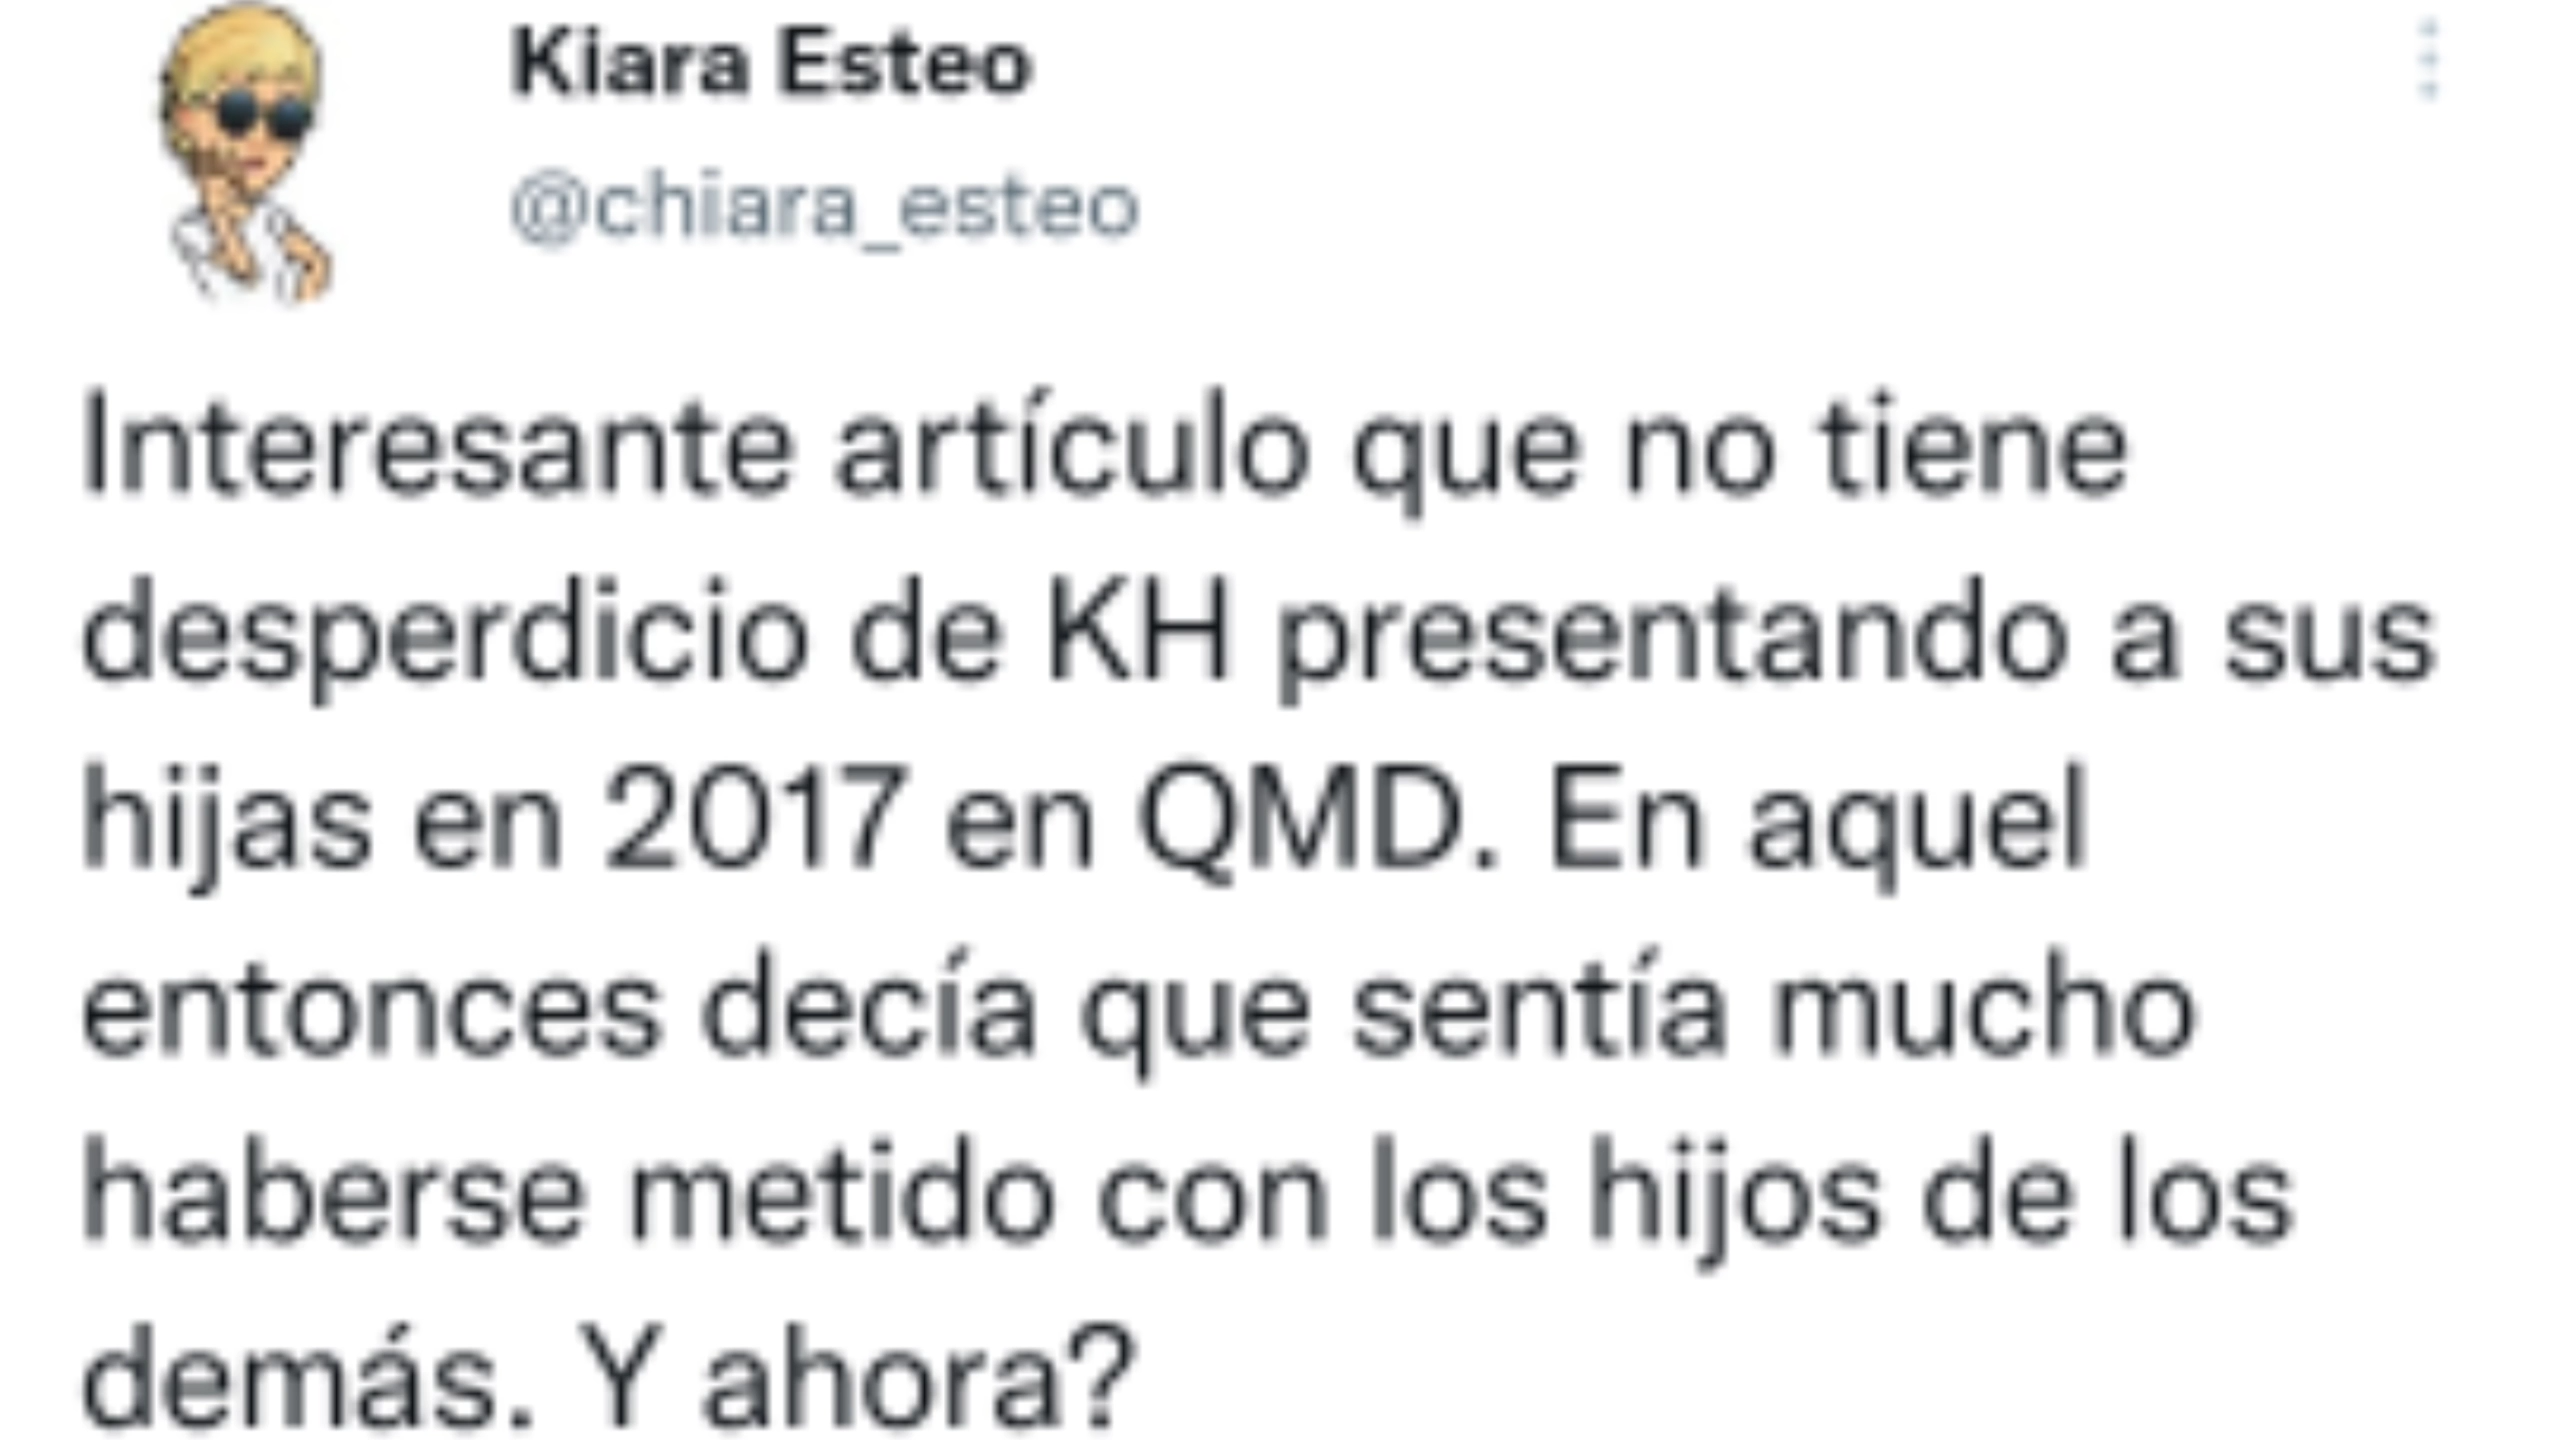 Kiara Esteo
@chiara_esteo
Interesante artículo que no tiene
desperdicio de KH presentando a sus
hijas en 2017 en QMD. En aquel
entonces decía que sentía mucho
haberse metido con los hijos de los
demás. Y ahora?